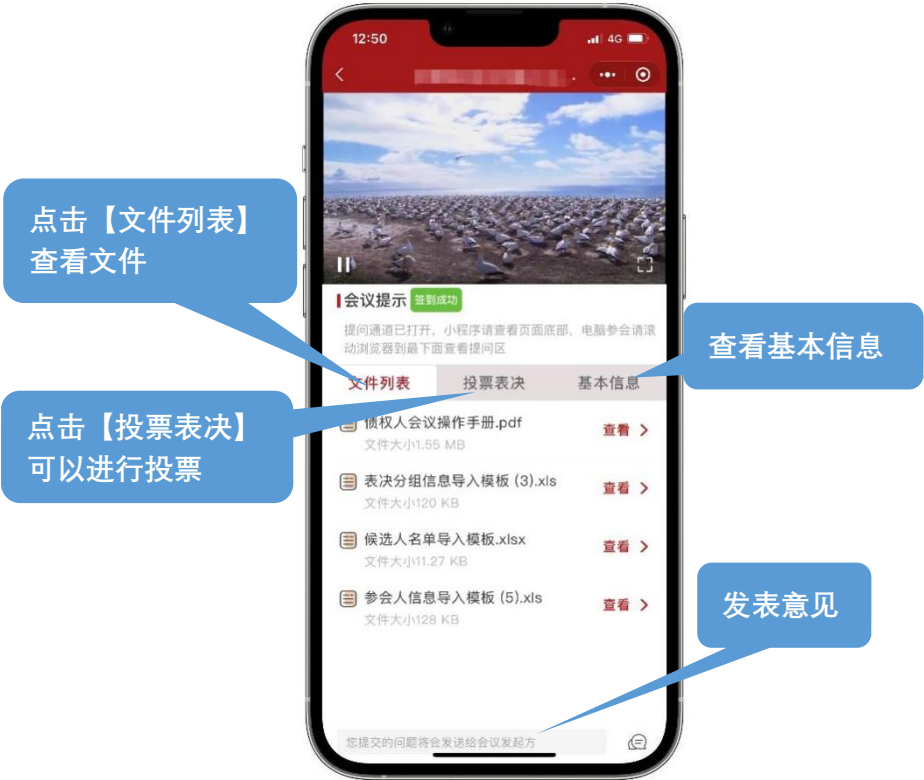 12:50
4G
点击【文件列表】
查看文件
会议提示 签到成功
提问通道已打开，小程序请查看页面底部，电脑参会请滚
动浏览器到最下面查看提问区
查看基本信息
文件列表 投票表决 基本信息
点击【投票表决】
可以进行投票
债权人会议操作手册.pdf
文件大小1.55 MB
查看
表决分组信息导入模板 (3).xls
文件大小120 KB
查看
候选人名单导入模板.xlsx
文件大小11.27 KB
查看
参会人信息导入模板 (5).xls
文件大小128 KB
查看
发表意见
您提交的问题将会发送给会议发起方